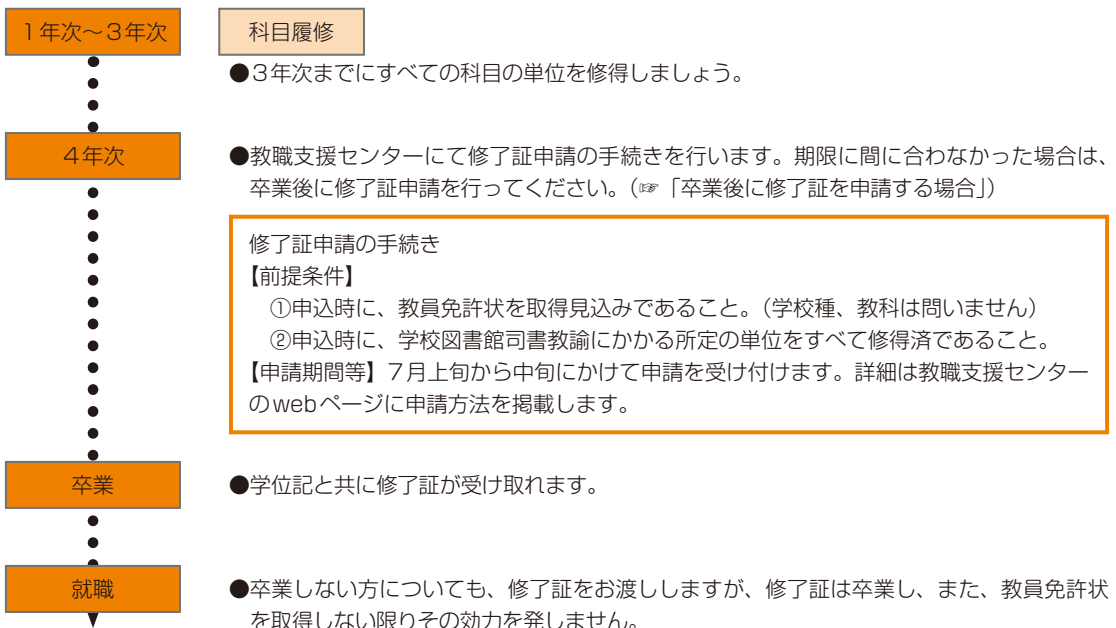 １年次～３年次
科目履修
●３年次までにすべての科目の単位を修得しましょう。
４年次
●教職支援センターにて修了証申請の手続きを行います。期限に間に合わなかった場合は、
卒業後に修了証申請を行ってください。（☞「卒業後に修了証を申請する場合」）
修了証申請の手続き
【前提条件】
①申込時に、教員免許状を取得見込みであること。（学校種、教科は問いません）
②申込時に、学校図書館司書教諭にかかる所定の単位をすべて修得済であること。
【申請期間等】７月上旬から中旬にかけて申請を受け付けます。詳細は教職支援センター
のwebページに申請方法を掲載します。
卒業
●学位記と共に修了証が受け取れます。
就職
●卒業しない方についても、修了証をお渡ししますが、修了証は卒業し、また、教員免許状
を取得しない限りその効力を発しません。